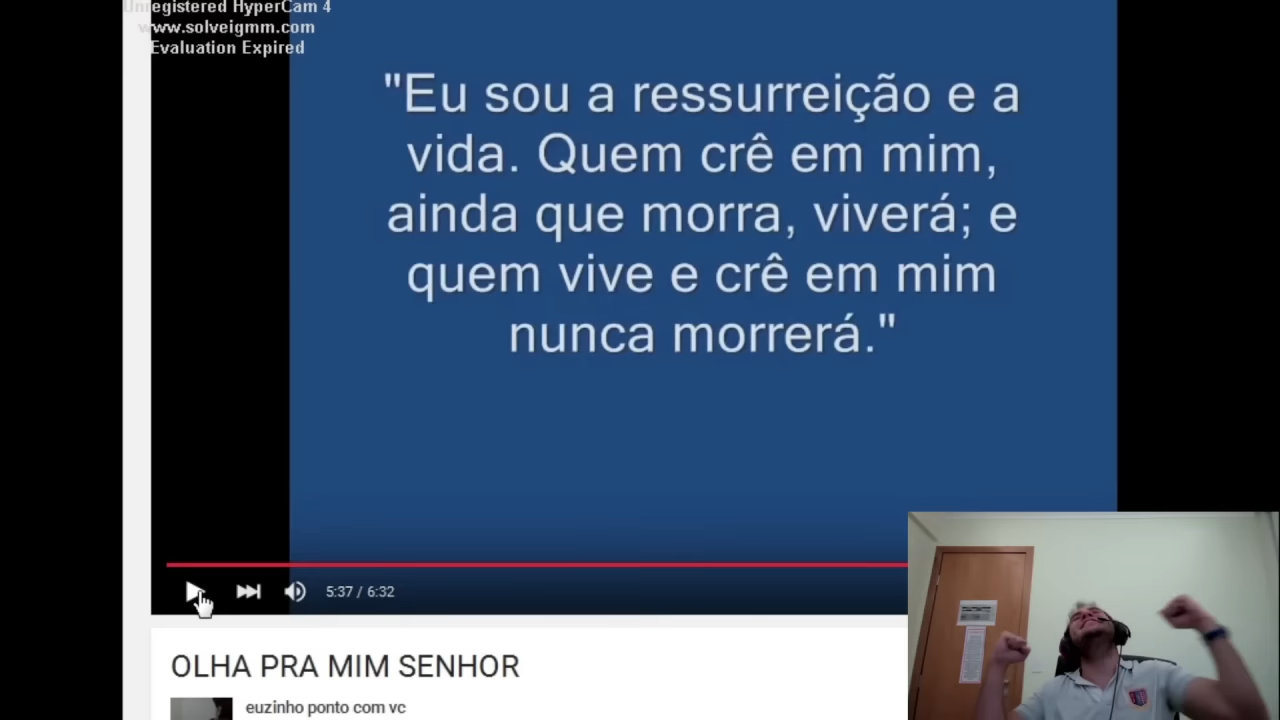 Unregistered HyperCam 4
www.solveigmm.com
Evaluation Expired
"Eu sou a ressurreição e a
vida. Quem crê em mim,
ainda que morra, viverá; e
quem vive e crê em mim
nunca morrerá."
5:37 / 6:32
OLHA PRA MIM SENHOR
euzinho ponto com vc